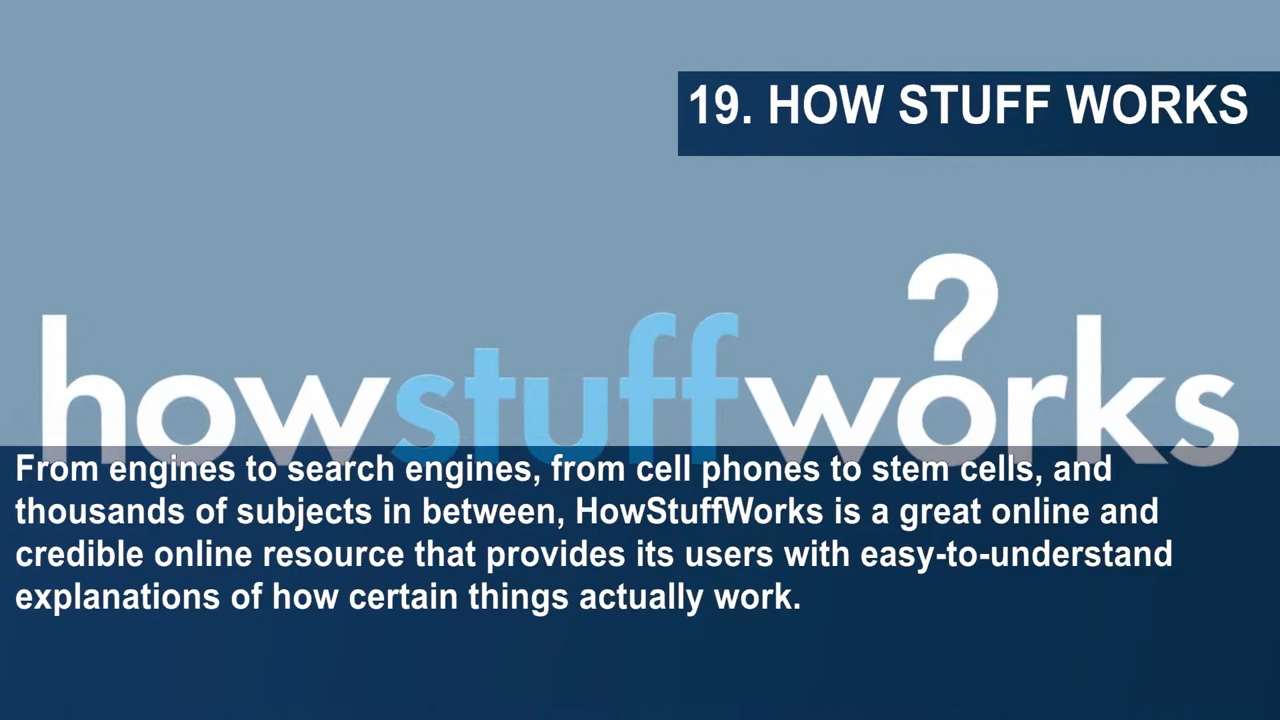 19. HOW STUFF WORKS
howstuffworks
?
From engines to search engines, from cell phones to stem cells, and
thousands of subjects in between, HowStuffWorks is a great online and
credible online resource that provides its users with easy-to-understand
explanations of how certain things actually work.